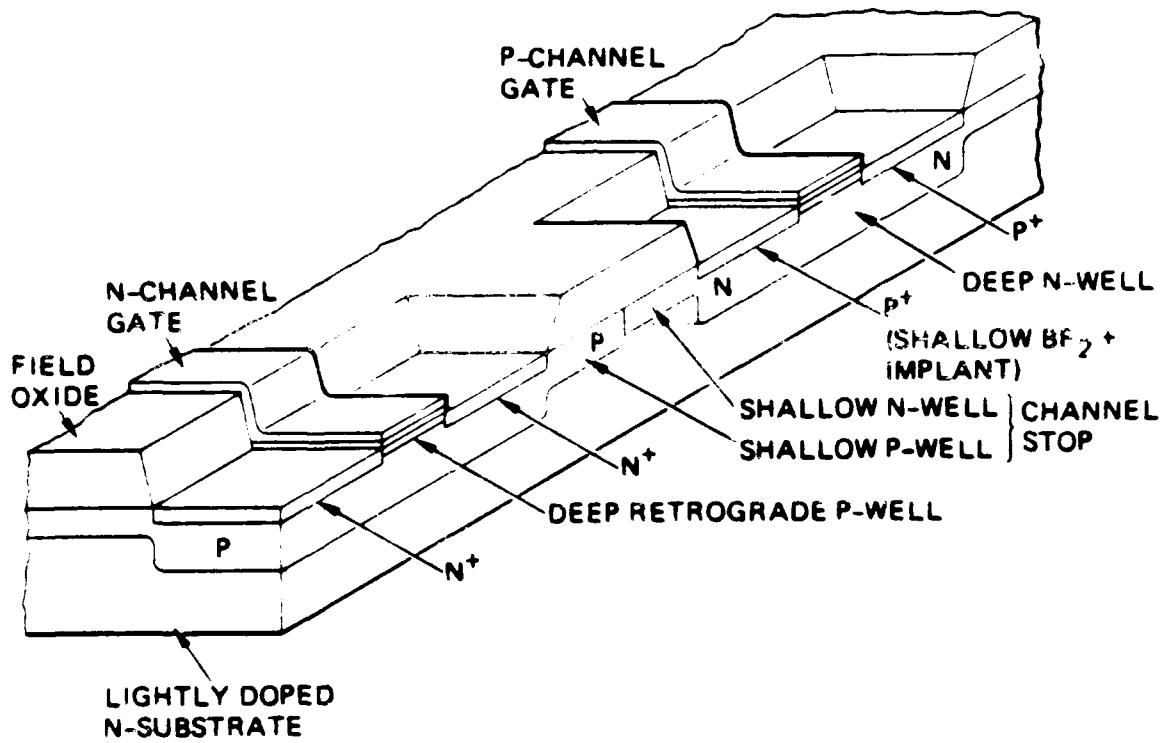 P-CHANNEL
GATE
N
P+
DEEP N-WELL
N-CHANNEL
GATE
N
P+
(SHALLOW BF2 +
IMPLANT)
P
FIELD
OXIDE
SHALLOW N-WELL
SHALLOW P-WELL
CHANNEL
STOP
N+
DEEP RETROGRADE P-WELL
P
N+
LIGHTLY DOPED
N-SUBSTRATE